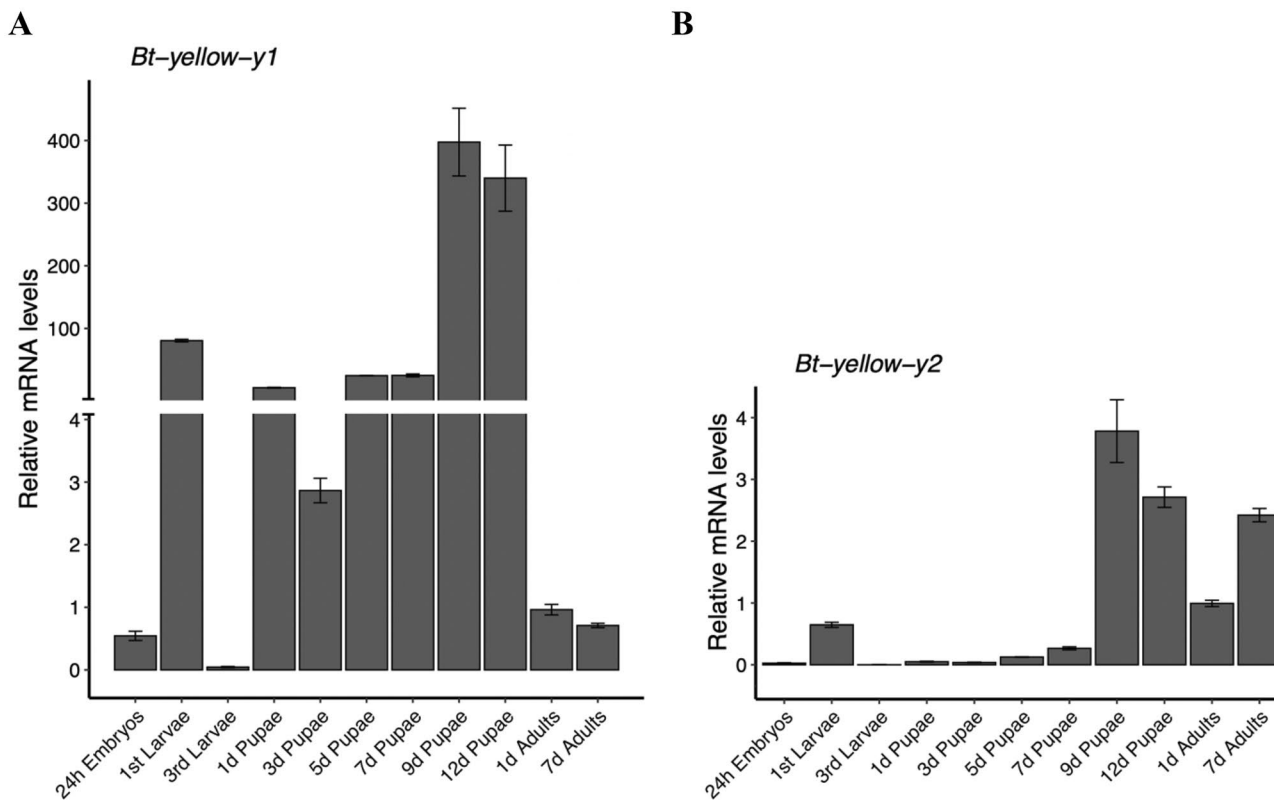 A
Bt-yellow-y1
Relative mRNA levels
400
300
200
100
4
3
2
1
0
24h Embryos
1st Larvae
3rd Larvae
1d Pupae
3d Pupae
5d Pupae
7d Pupae
9d Pupae
12d Pupae
1d Adults
7d Adults
B
Bt-yellow-y2
Relative mRNA levels
4
3
2
1
0
24h Embryos
1st Larvae
3rd Larvae
1d Pupae
3d Pupae
5d Pupae
7d Pupae
9d Pupae
12d Pupae
1d Adults
7d Adults